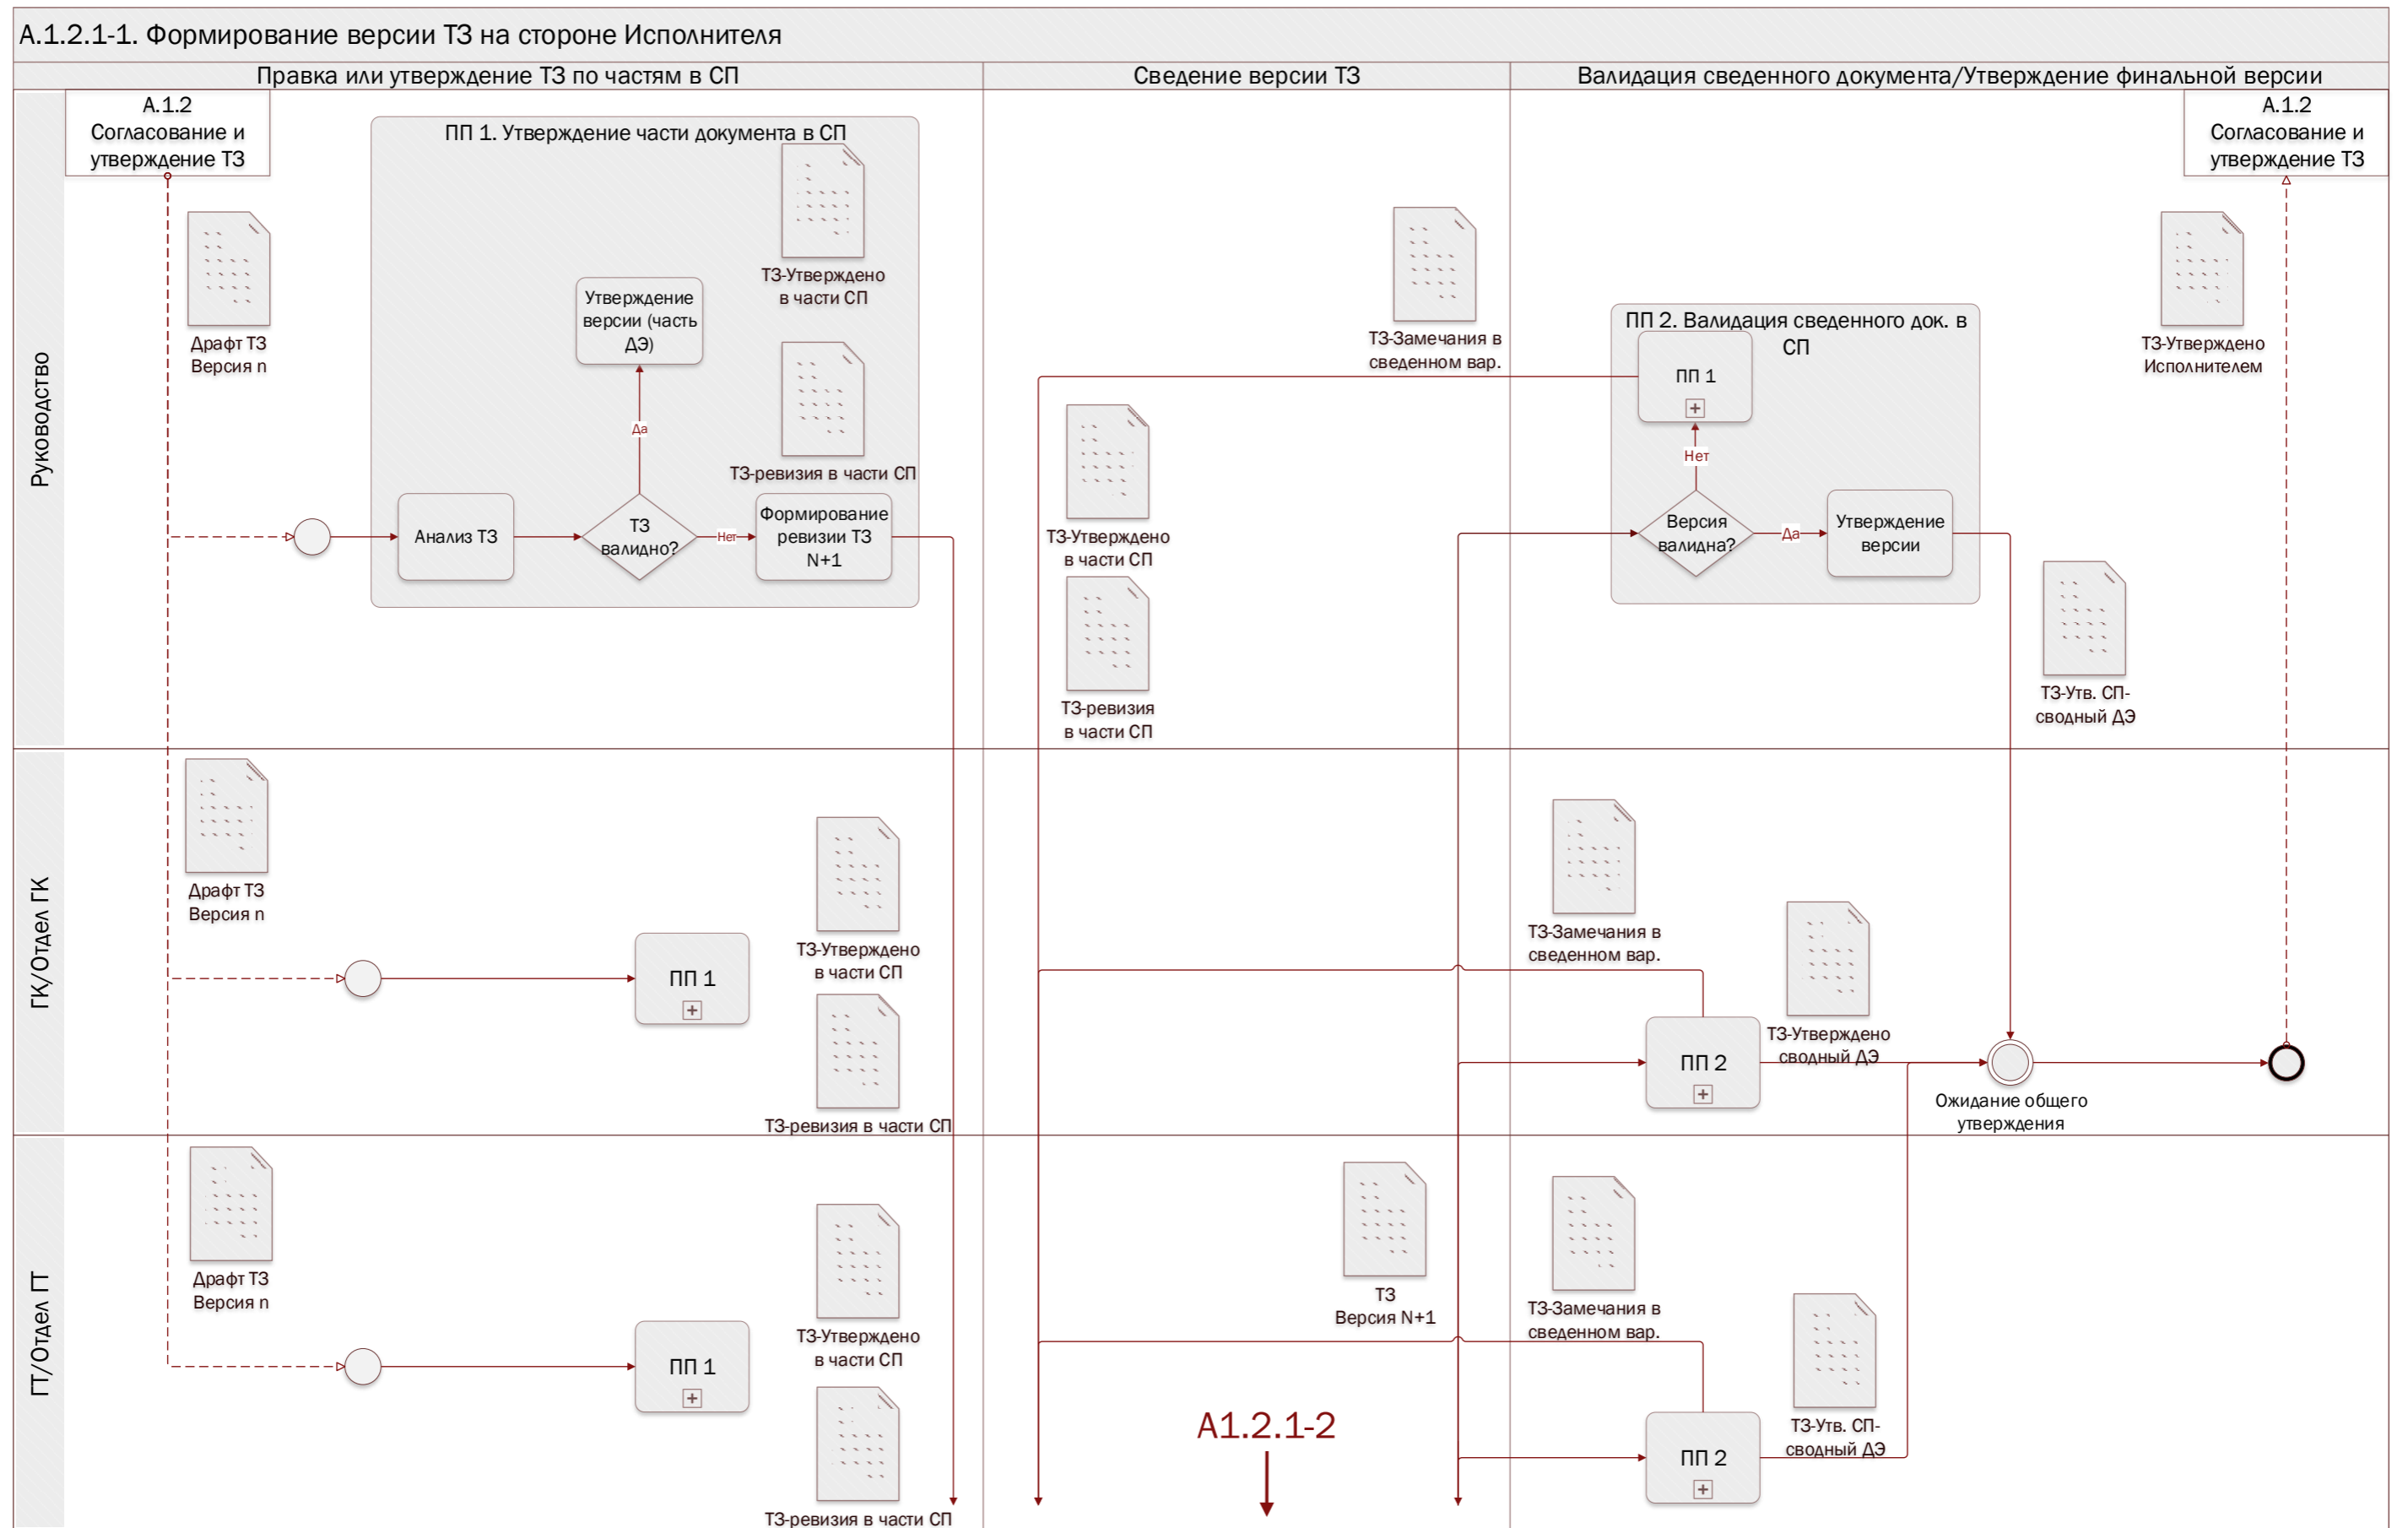 А.1.2.1-1. Формирование версии ТЗ на стороне Исполнителя
Правка или утверждение ТЗ по частям в СП
Сведение версии ТЗ
Валидация сведенного документа/Утверждение финальной версии
Руководство
А.1.2
Согласование и
утверждение ТЗ
Драфт ТЗ
Версия n
ПП 1. Утверждение части документа в СП
ТЗ-Утверждено
в части СП
Утверждение
версии (часть
ДЭ)
ТЗ-ревизия в части СП
Да
Анализ ТЗ
ТЗ
валидно?
Нет
Формирование
ревизии ТЗ
N+1
ТЗ-Замечания в
сведенном вар.
ТЗ-Утверждено
в части СП
ТЗ-ревизия
в части СП
ПП 2. Валидация сведенного док. в
СП
ПП 1
Нет
Версия
валидна?
Да
Утверждение
версии
А.1.2
Согласование и
утверждение ТЗ
ТЗ-Утверждено
Исполнителем
ТЗ-Утв. СП-
сводный ДЭ
ГК/Отдел ГК
Драфт ТЗ
Версия n
ПП 1
ТЗ-Утверждено
в части СП
ТЗ-ревизия в части СП
ТЗ-Замечания в
сведенном вар.
ПП 2
ТЗ-Утверждено
сводный ДЭ
Ожидание общего
утверждения
ГТ/Отдел ГТ
Драфт ТЗ
Версия n
ПП 1
ТЗ-Утверждено
в части СП
ТЗ-ревизия в части СП
ТЗ
Версия N+1
А1.2.1-2
ТЗ-Замечания в
сведенном вар.
ПП 2
ТЗ-Утв. СП-
сводный ДЭ